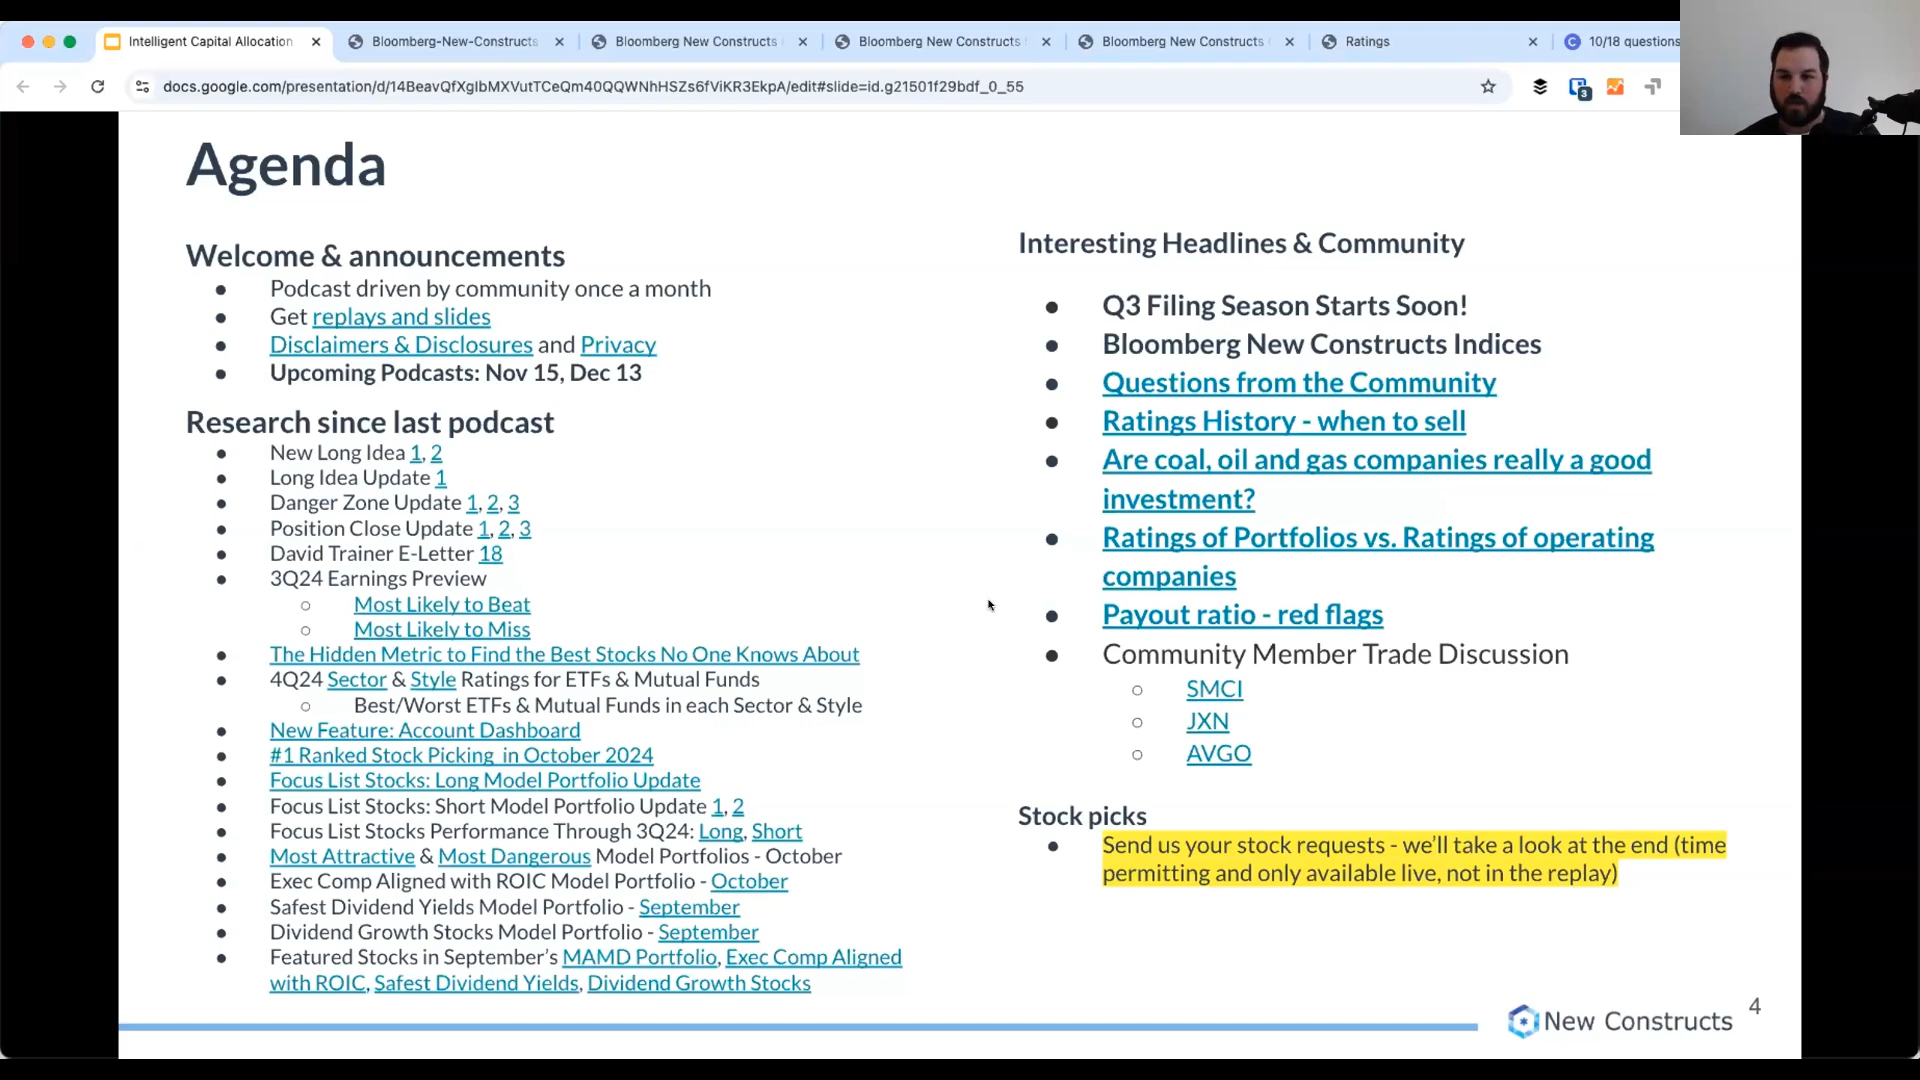 Intelligent Capital Allocation
Bloomberg-New-Constructs
Bloomberg New Constructs
Bloomberg New Constructs
Bloomberg New Constructs
Ratings
10/18 questions
docs.google.com/presentation/d/14BeavQfXglbMXVutTCeQm40QQWNhHSZs6fViKR3EkpA/edit#slide=id.g21501f29bdf_0_55
3
Agenda
Welcome & announcements
● Podcast driven by community once a month
● Get replays and slides
● Disclaimers & Disclosures and Privacy
● Upcoming Podcasts: Nov 15, Dec 13
Research since last podcast
● New Long Idea 1, 2
● Long Idea Update 1
● Danger Zone Update 1, 2, 3
● Position Close Update 1, 2, 3
● David Trainer E-Letter 18
● 3Q24 Earnings Preview
○ Most Likely to Beat
○ Most Likely to Miss
● The Hidden Metric to Find the Best Stocks No One Knows About
● 4Q24 Sector & Style Ratings for ETFs & Mutual Funds
○ Best/Worst ETFs & Mutual Funds in each Sector & Style
● New Feature: Account Dashboard
● #1 Ranked Stock Picking in October 2024
● Focus List Stocks: Long Model Portfolio Update
● Focus List Stocks: Short Model Portfolio Update 1, 2
● Focus List Stocks Performance Through 3Q24: Long, Short
● Most Attractive & Most Dangerous Model Portfolios - October
● Exec Comp Aligned with ROIC Model Portfolio - October
● Safest Dividend Yields Model Portfolio - September
● Dividend Growth Stocks Model Portfolio - September
● Featured Stocks in September's MAMD Portfolio, Exec Comp Aligned
with ROIC, Safest Dividend Yields, Dividend Growth Stocks
Interesting Headlines & Community
● Q3 Filing Season Starts Soon!
● Bloomberg New Constructs Indices
● Questions from the Community
● Ratings History - when to sell
● Are coal, oil and gas companies really a good
investment?
● Ratings of Portfolios vs. Ratings of operating
companies
● Payout ratio - red flags
● Community Member Trade Discussion
○ SMCI
○ JXN
○ AVGO
Stock picks
● Send us your stock requests - we'll take a look at the end (time
permitting and only available live, not in the replay)
New Constructs
4